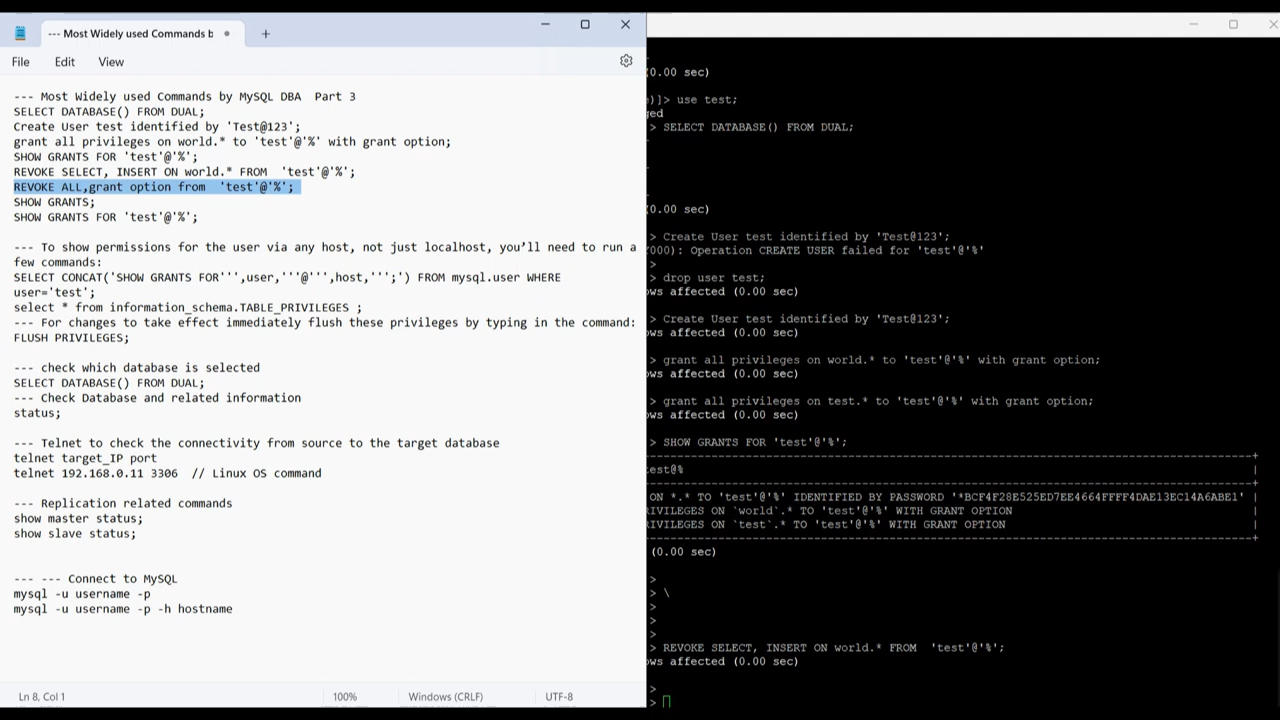 --- Most Widely used Commands b
File Edit View
--- Most Widely used Commands by MySQL DBA  Part 3
SELECT DATABASE() FROM DUAL;
Create User test identified by 'Test@123';
grant all privileges on world.* to 'test'@'%' with grant option;
SHOW GRANTS FOR 'test'@'%';
REVOKE SELECT, INSERT ON world.* FROM  'test'@'%';
REVOKE ALL,grant option from  'test'@'%';
SHOW GRANTS;
SHOW GRANTS FOR 'test'@'%';
--- To show permissions for the user via any host, not just localhost, you’ll need to run a
few commands:
SELECT CONCAT('SHOW GRANTS FOR''',user,'''@''',host,''';') FROM mysql.user WHERE
user='test';
select * from information_schema.TABLE_PRIVILEGES ;
--- For changes to take effect immediately flush these privileges by typing in the command:
FLUSH PRIVILEGES;
--- check which database is selected
SELECT DATABASE() FROM DUAL;
--- Check Database and related information
status;
--- Telnet to check the connectivity from source to the target database
telnet target_IP port
telnet 192.168.0.11 3306  // Linux OS command
--- Replication related commands
show master status;
show slave status;
--- --- Connect to MySQL
mysql -u username -p
mysql -u username -p -h hostname
Ln 8, Col 1 100% Windows (CRLF) UTF-8
(0.00 sec)
)]> use test;
ged
> SELECT DATABASE() FROM DUAL;
(0.00 sec)
> Create User test identified by 'Test@123';
000): Operation CREATE USER failed for 'test'@'%'
>
> drop user test;
ows affected (0.00 sec)
> Create User test identified by 'Test@123';
ows affected (0.00 sec)
> grant all privileges on world.* to 'test'@'%' with grant option;
ows affected (0.00 sec)
> grant all privileges on test.* to 'test'@'%' with grant option;
ows affected (0.00 sec)
> SHOW GRANTS FOR 'test'@'%';
test@% |
ON *.* TO 'test'@'%' IDENTIFIED BY PASSWORD '*BCF4F28E525ED7EE4664FFFF4DAE13EC14A6ABE1' |
RIVILEGES ON `world`.* TO 'test'@'%' WITH GRANT OPTION |
RIVILEGES ON `test`.* TO 'test'@'%' WITH GRANT OPTION |
(0.00 sec)
>
> \
>
>
>
> REVOKE SELECT, INSERT ON world.* FROM  'test'@'%';
ows affected (0.00 sec)
>
>